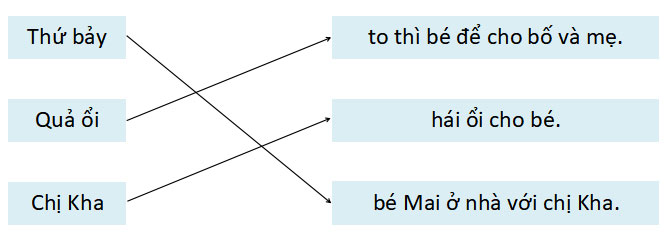 Thứ bảy
to thì bé để cho bố và mẹ.
Quả ổi
hái ổi cho bé.
Chị Kha
bé Mai ở nhà với chị Kha.